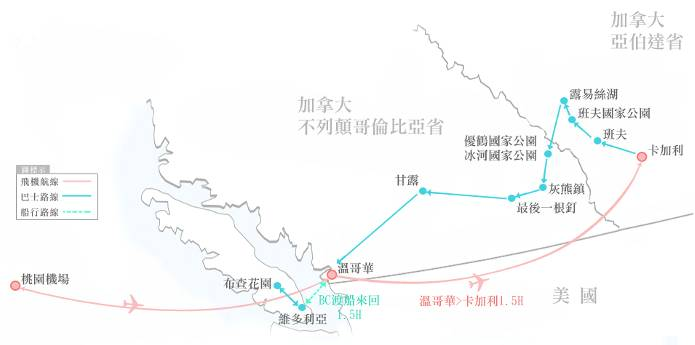 加拿大
亞伯達省
加拿大
不列顛哥倫比亞省
露易絲湖
班夫國家公園
班夫
卡加利
優鶴國家公園
冰河國家公園
灰熊鎮
最後一根釘
甘露
飛機航線
巴士路線
船行路線
溫哥華
桃園機場
布查花園
維多利亞
BC渡船來回
1.5H
溫哥華>卡加利1.5H
美國